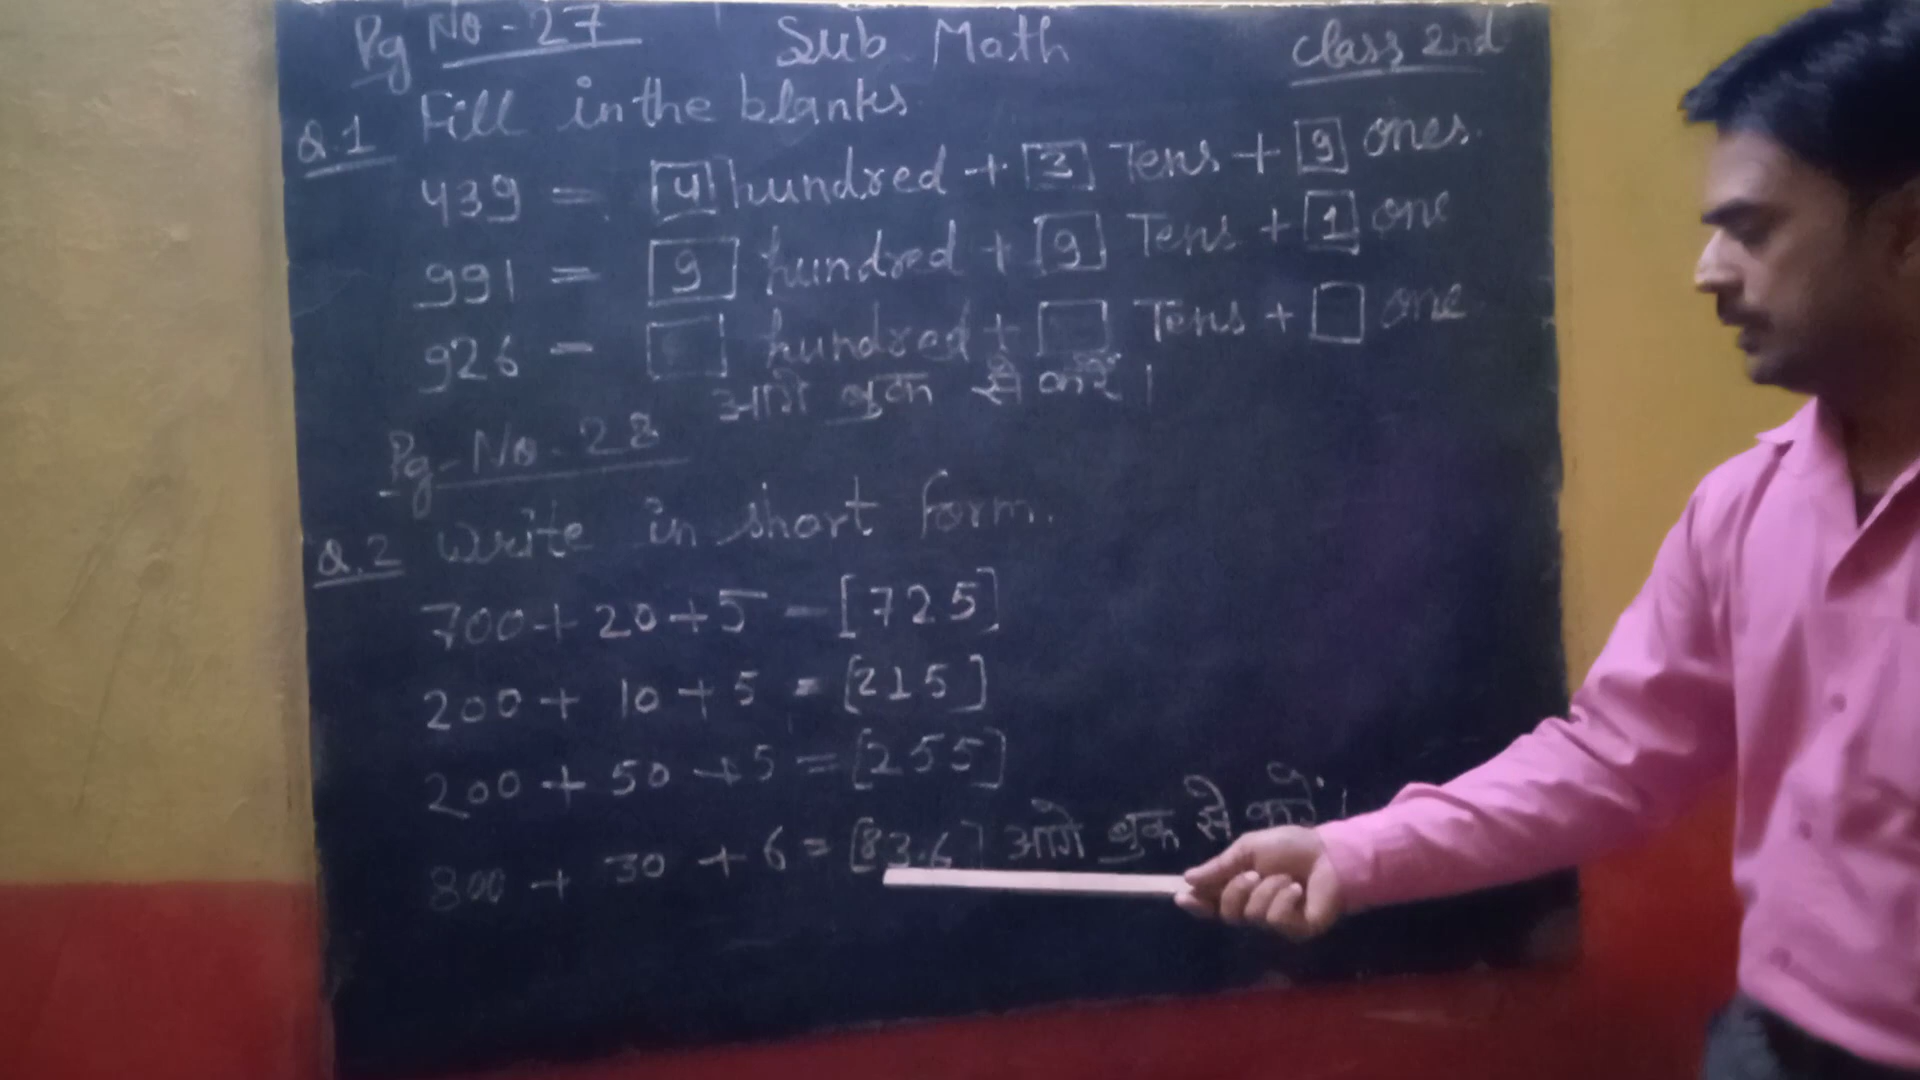 Pg No-27 Sub Math Class 2nd
Q.1 Fill in the blanks
439 = [4] hundred + [3] Tens + [9] ones.
991 = [9] hundred + [9] Tens + [1] one
926 = [ ] hundred + [ ] Tens + [ ] one
आगे बुक से करें।
Pg-No-28
Q.2 Write in short form.
700 + 20 + 5 = [725]
200 + 10 + 5 = [215]
200 + 50 + 5 = [255]
800 + 30 + 6 = [83.6] आगे बुक से करें।